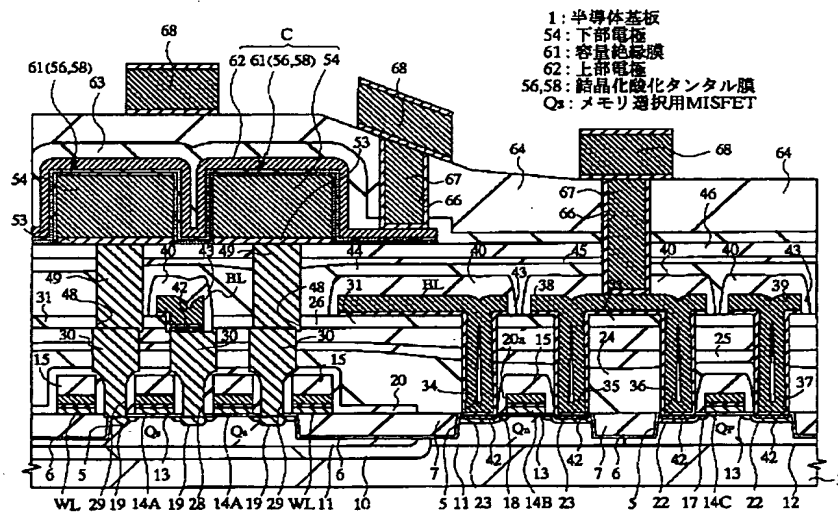 1：半導体基板
54：下部電極
61：容量絶縁膜
62：上部電極
56,58：結晶化酸化タンタル膜
Qs：メモリ選択用MISFET
68 C
61(56,58) 63 62 61(56,58) 54
53 68
64 68 64
54 67 67
66 66 46
53
49 40 43 49 44 40 45 40 40 43
42 BL 31 BL 43 38 39
31 48 48 26
30 30 30 20a 15 24 25
15 15 20 34 35 36 37
Qs Qs Qn Qp
6 5 13 6 7 42 13 42 7 6 42 13 42
WL 29 19 14A 19 28 14A 19 29 WL 11 10 5 11 23 18 14B 23 5 22 17 14C 22 12